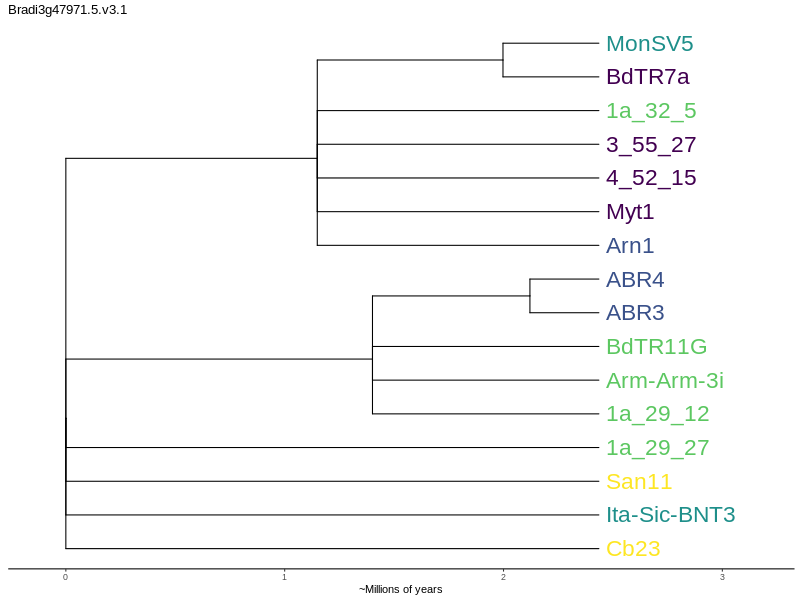 Bradi3g47971.5.v3.1
MonSV5
BdTR7a
1a_32_5
3_55_27
4_52_15
Myt1
Arn1
ABR4
ABR3
BdTR11G
Arm-Arm-3i
1a_29_12
1a_29_27
San11
Ita-Sic-BNT3
Cb23
0 1 2 3
~Millions of years